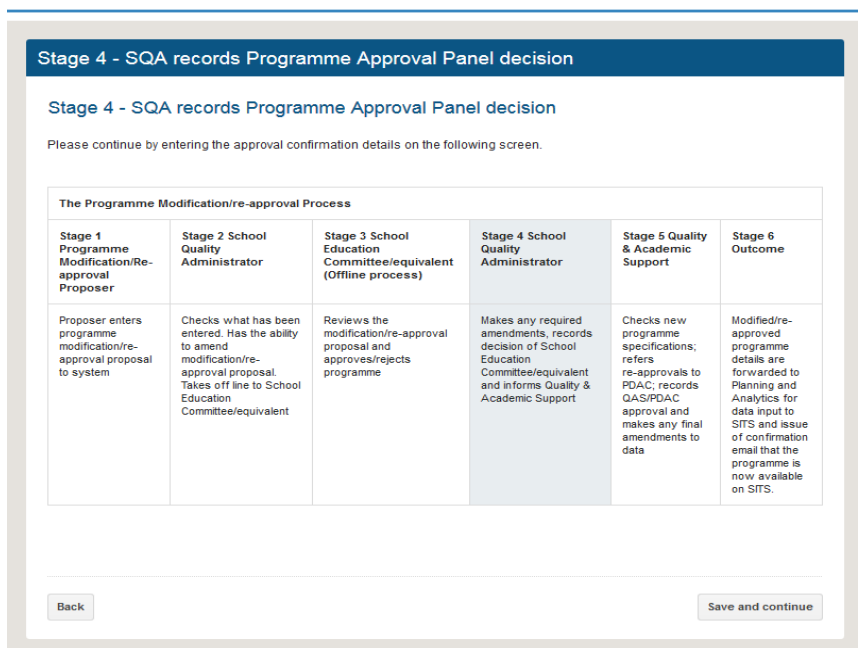 Stage 4 - SQA records Programme Approval Panel decision
Stage 4 - SQA records Programme Approval Panel decision
Please continue by entering the approval confirmation details on the following screen.
The Programme Modification/re-approval Process
Stage 1
Programme
Modification/Re-
approval
Proposer
Stage 2 School
Quality
Administrator
Stage 3 School
Education
Committee/equivalent
(Offline process)
Stage 4 School
Quality
Administrator
Stage 5 Quality
& Academic
Support
Stage 6
Outcome
Proposer enters
programme
modification/re-
approval proposal
to system
Checks what has been
entered. Has the ability
to amend
modification/re-
approval proposal.
Takes off line to School
Education
Committee/equivalent
Reviews the
modification/re-approval
proposal and
approves/rejects
programme
Makes any required
amendments, records
decision of School
Education
Committee/equivalent
and informs Quality &
Academic Support
Checks new
programme
specifications;
refers
re-approvals to
PDAC; records
QAS/PDAC
approval and
makes any final
amendments to
data
Modified/re-
approved
programme
details are
forwarded to
Planning and
Analytics for
data input to
SITS and issue
of confirmation
email that the
programme is
now available
on SITS.
Back
Save and continue